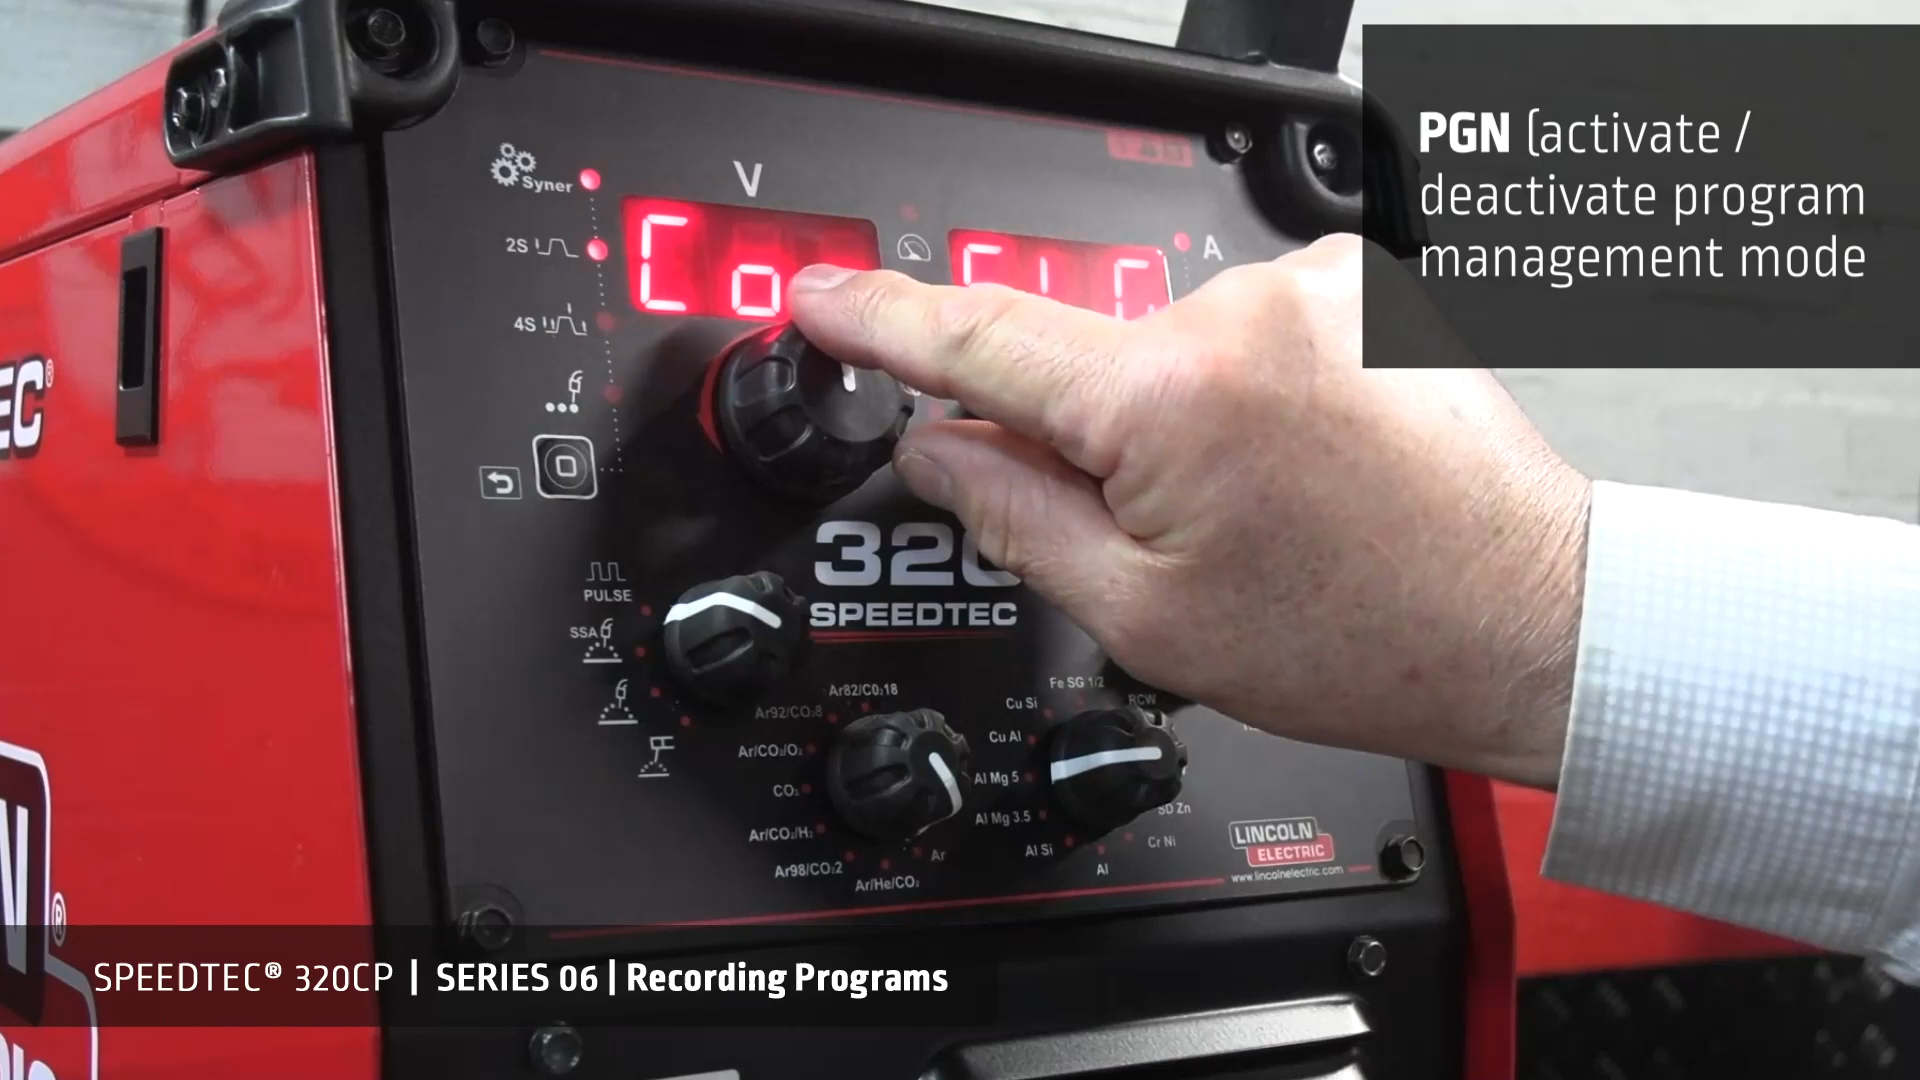 PGN (activate /
deactivate program
management mode
Syner
V
2S
A
4S
EC®
320
SPEEDTEC
PULSE
SSA
Ar82/CO₂18
Ar92/CO₂8
Ar/CO₂/O₂
CO₂
Ar/CO₂/H₂
Ar98/CO₂2
Ar/He/CO₂
Ar
Fe SG 1/2
RCW
Cu Si
Cu Al
Al Mg 5
Al Mg 3.5
Al Si
Al
Cr Ni
SD Zn
LINCOLN
ELECTRIC
www.lincolnelectric.com
N®
SPEEDTEC® 320CP | SERIES 06 | Recording Programs